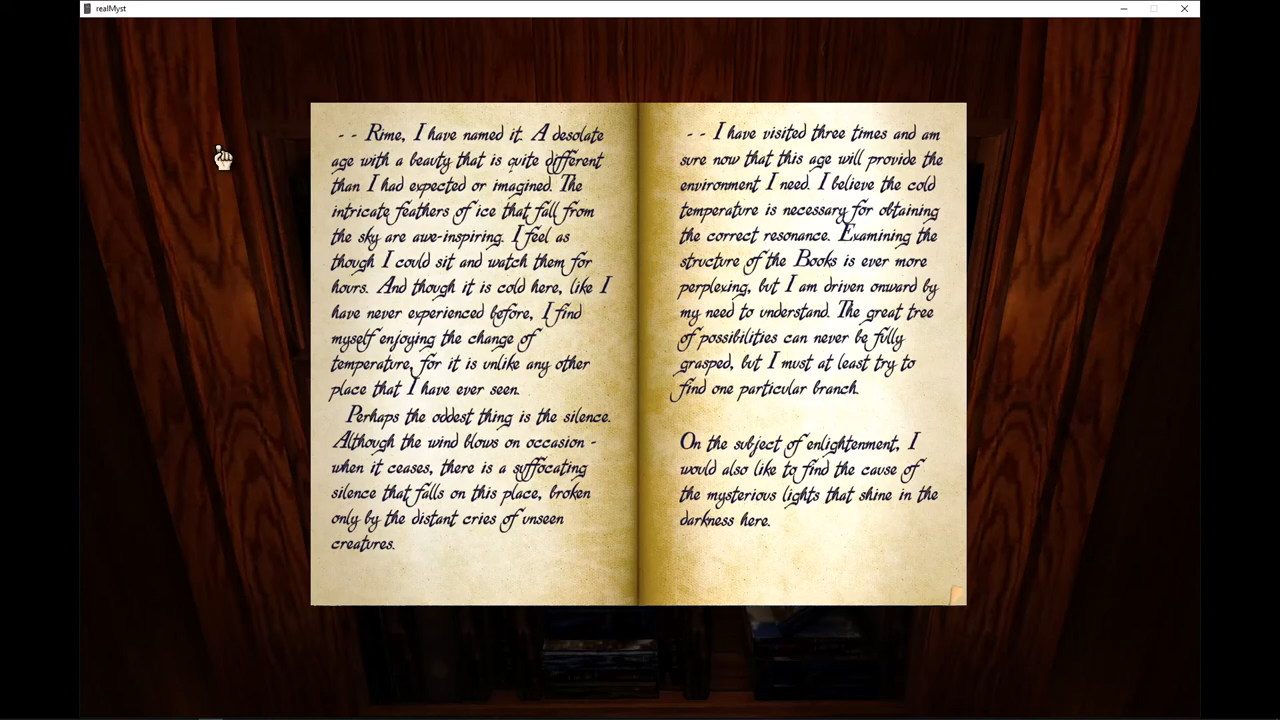 realMyst
-- Rime, I have named it. A desolate
age with a beauty that is quite different
than I had expected or imagined. The
intricate feathers of ice that fall from
the sky are awe-inspiring. I feel as
though I could sit and watch them for
hours. And though it is cold here, like I
have never experienced before, I find
myself enjoying the change of
temperature, for it is unlike any other
place that I have ever seen.
Perhaps the oddest thing is the silence.
Although the wind blows on occasion -
when it ceases, there is a suffocating
silence that falls on this place, broken
only by the distant cries of unseen
creatures.
-- I have visited three times and am
sure now that this age will provide the
environment I need. I believe the cold
temperature is necessary for obtaining
the correct resonance. Examining the
structure of the Books is ever more
perplexing, but I am driven onward by
my need to understand. The great tree
of possibilities can never be fully
grasped, but I must at least try to
find one particular branch.
On the subject of enlightenment, I
would also like to find the cause of
the mysterious lights that shine in the
darkness here.